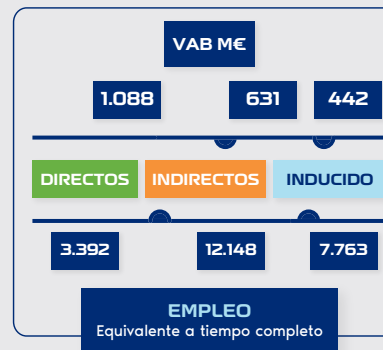 VAB M€
1.088 631 442
DIRECTOS INDIRECTOS INDUCIDO
3.392 12.148 7.763
EMPLEO
Equivalente a tiempo completo